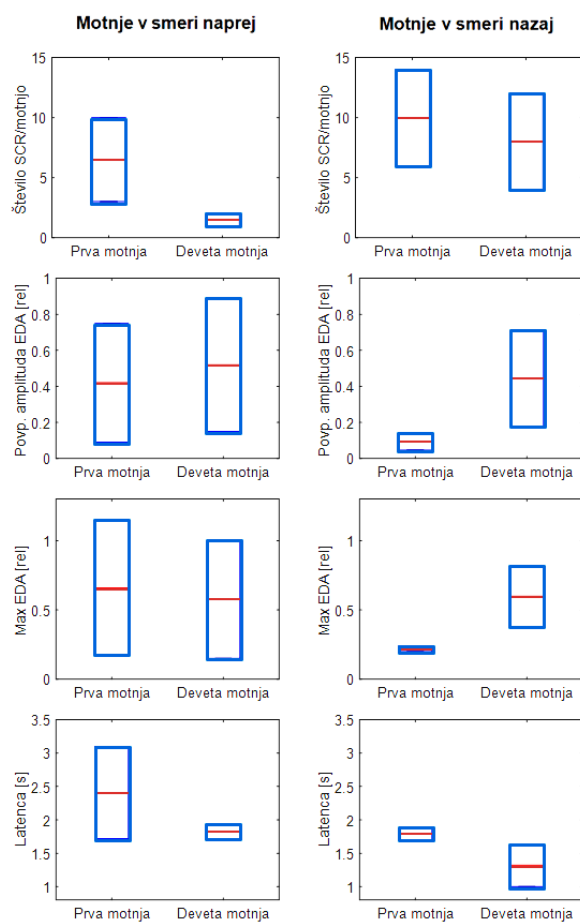 Motnje v smeri naprej
Motnje v smeri nazaj
Število SCR/motnjo
15
10
5
0
Prva motnja
Deveta motnja
Število SCR/motnjo
15
10
5
0
Prva motnja
Deveta motnja
Povp. amplituda EDA [rel]
1
0.8
0.6
0.4
0.2
0
Prva motnja
Deveta motnja
Povp. amplituda EDA [rel]
1
0.8
0.6
0.4
0.2
0
Prva motnja
Deveta motnja
Max EDA [rel]
1
0.5
0
Prva motnja
Deveta motnja
Max EDA [rel]
1
0.5
0
Prva motnja
Deveta motnja
Latenca [s]
3.5
3
2.5
2
1.5
1
Prva motnja
Deveta motnja
Latenca [s]
3.5
3
2.5
2
1.5
1
Prva motnja
Deveta motnja